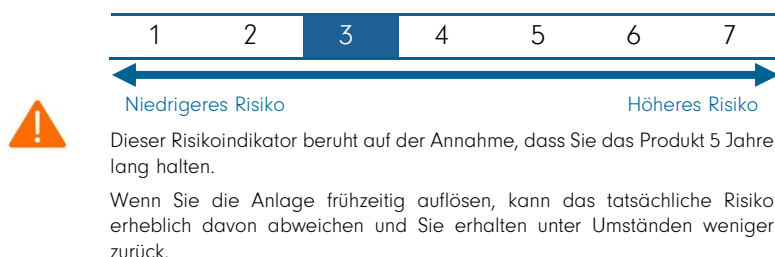 1 2 3 4 5 6 7
Niedrigeres Risiko Höheres Risiko
Dieser Risikoindikator beruht auf der Annahme, dass Sie das Produkt 5 Jahre
lang halten.
Wenn Sie die Anlage frühzeitig auflösen, kann das tatsächliche Risiko
erheblich davon abweichen und Sie erhalten unter Umständen weniger
zurück.